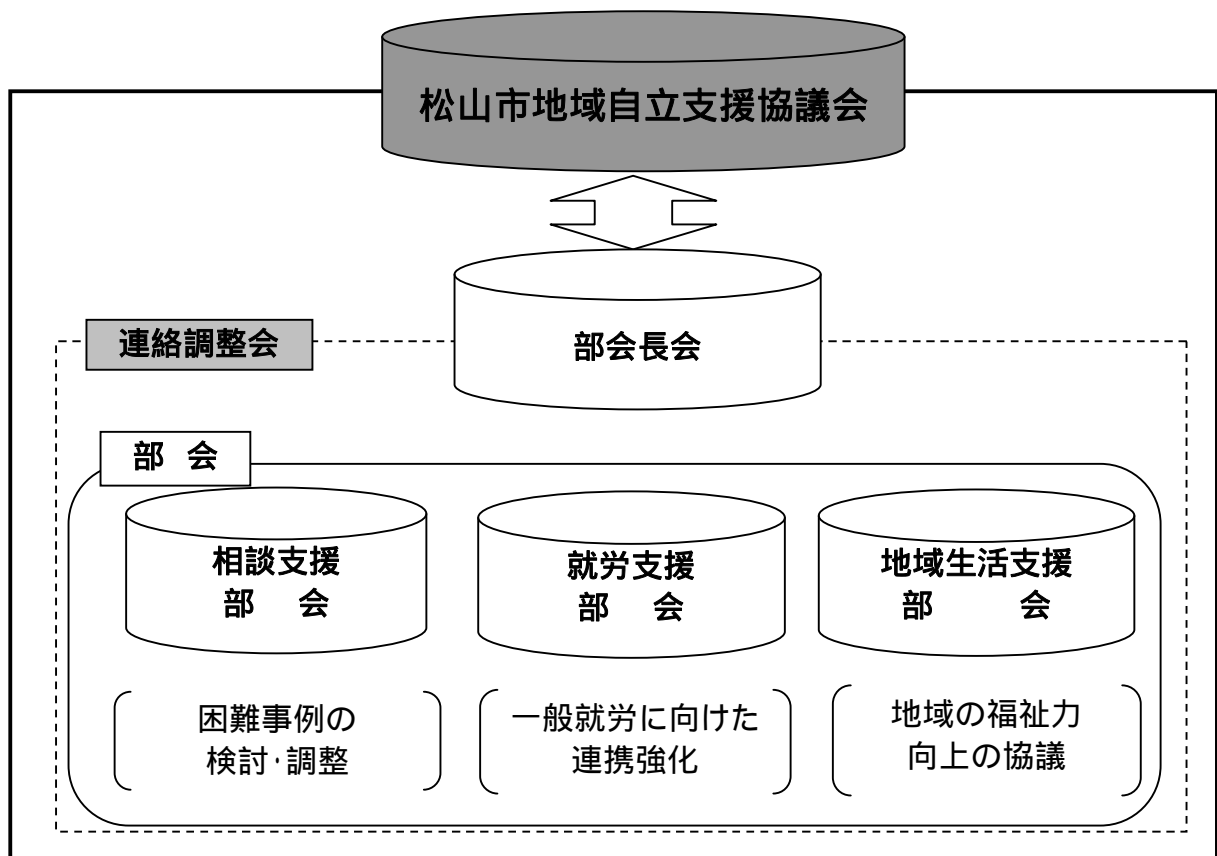 松山市地域自立支援協議会
部会長会
連絡調整会
部 会
相談支援
部 会
就労支援
部 会
地域生活支援
部 会
困難事例の
検討·調整
一般就労に向けた
連携強化
地域の福祉力
向上の協議